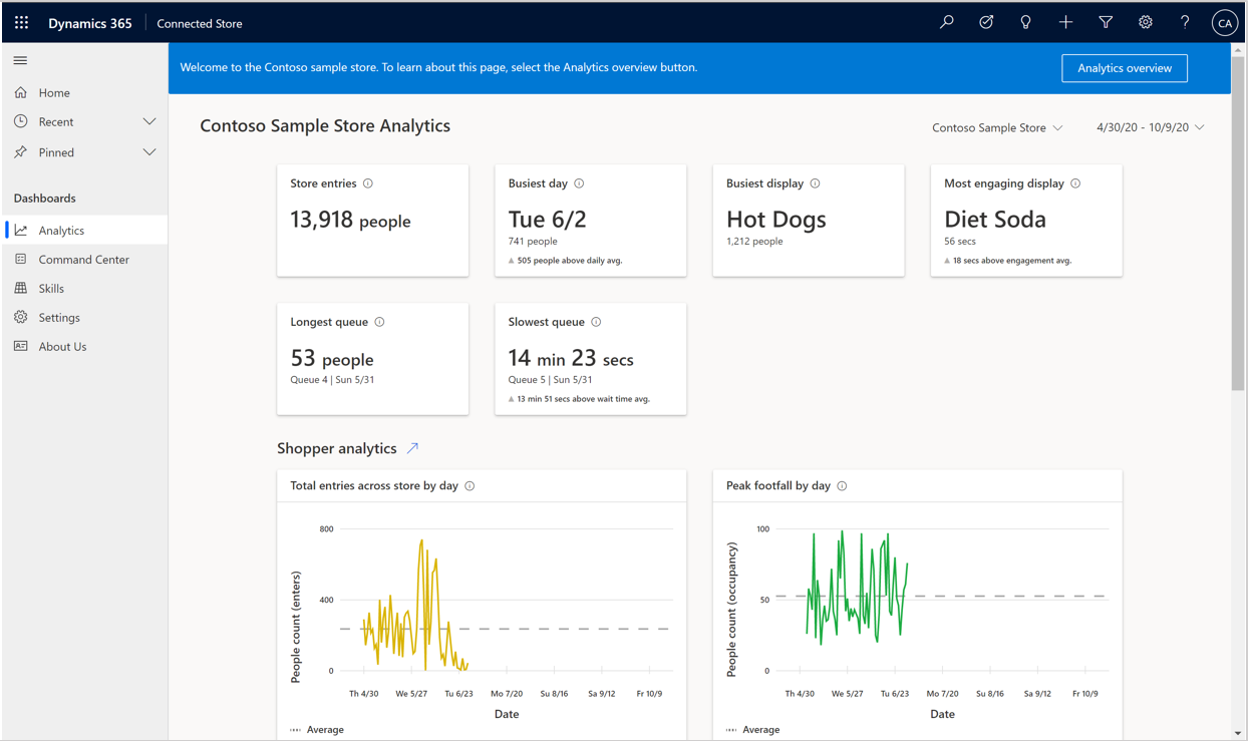 Dynamics 365 Connected Store CA
Welcome to the Contoso sample store. To learn about this page, select the Analytics overview button. Analytics overview
Home
Recent
Pinned
Dashboards
Analytics
Command Center
Skills
Settings
About Us
Contoso Sample Store Analytics Contoso Sample Store 4/30/20 - 10/9/20
Store entries
13,918 people
Busiest day
Tue 6/2
741 people
505 people above daily avg.
Busiest display
Hot Dogs
1,212 people
Most engaging display
Diet Soda
56 secs
18 secs above engagement avg.
Longest queue
53 people
Queue 4 | Sun 5/31
Slowest queue
14 min 23 secs
Queue 5 | Sun 5/31
13 min 51 secs above wait time avg.
Shopper analytics
Total entries across store by day
People count (enters)
800
400
0
Th 4/30 We 5/27 Tu 6/23 Mo 7/20 Su 8/16 Sa 9/12 Fr 10/9
Date
Average
Peak footfall by day
People count (occupancy)
100
50
0
Th 4/30 We 5/27 Tu 6/23 Mo 7/20 Su 8/16 Sa 9/12 Fr 10/9
Date
Average